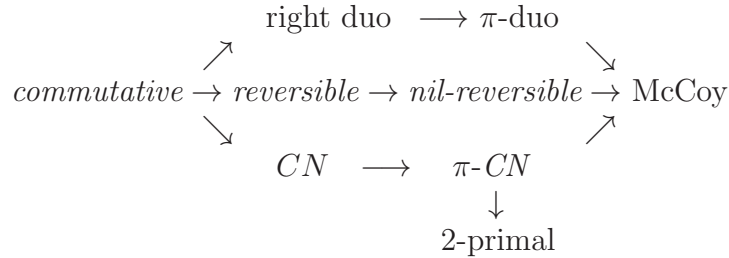 right duo → π-duo
commutative → reversible → nil-reversible → McCoy
CN → π-CN
2-primal